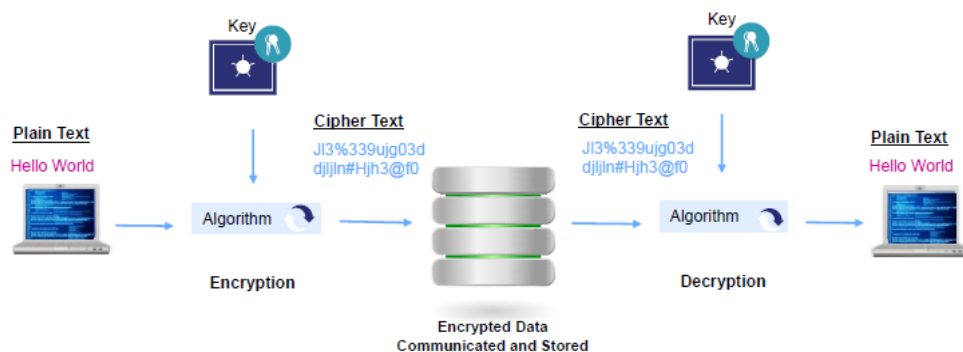 Key
Key
Plain Text
Hello World
Cipher Text
Jl3%339ujg03d
djljln#Hjh3@f0
Cipher Text
Jl3%339ujg03d
djljln#Hjh3@f0
Plain Text
Hello World
Algorithm
Algorithm
Encryption
Decryption
Encrypted Data
Communicated and Stored